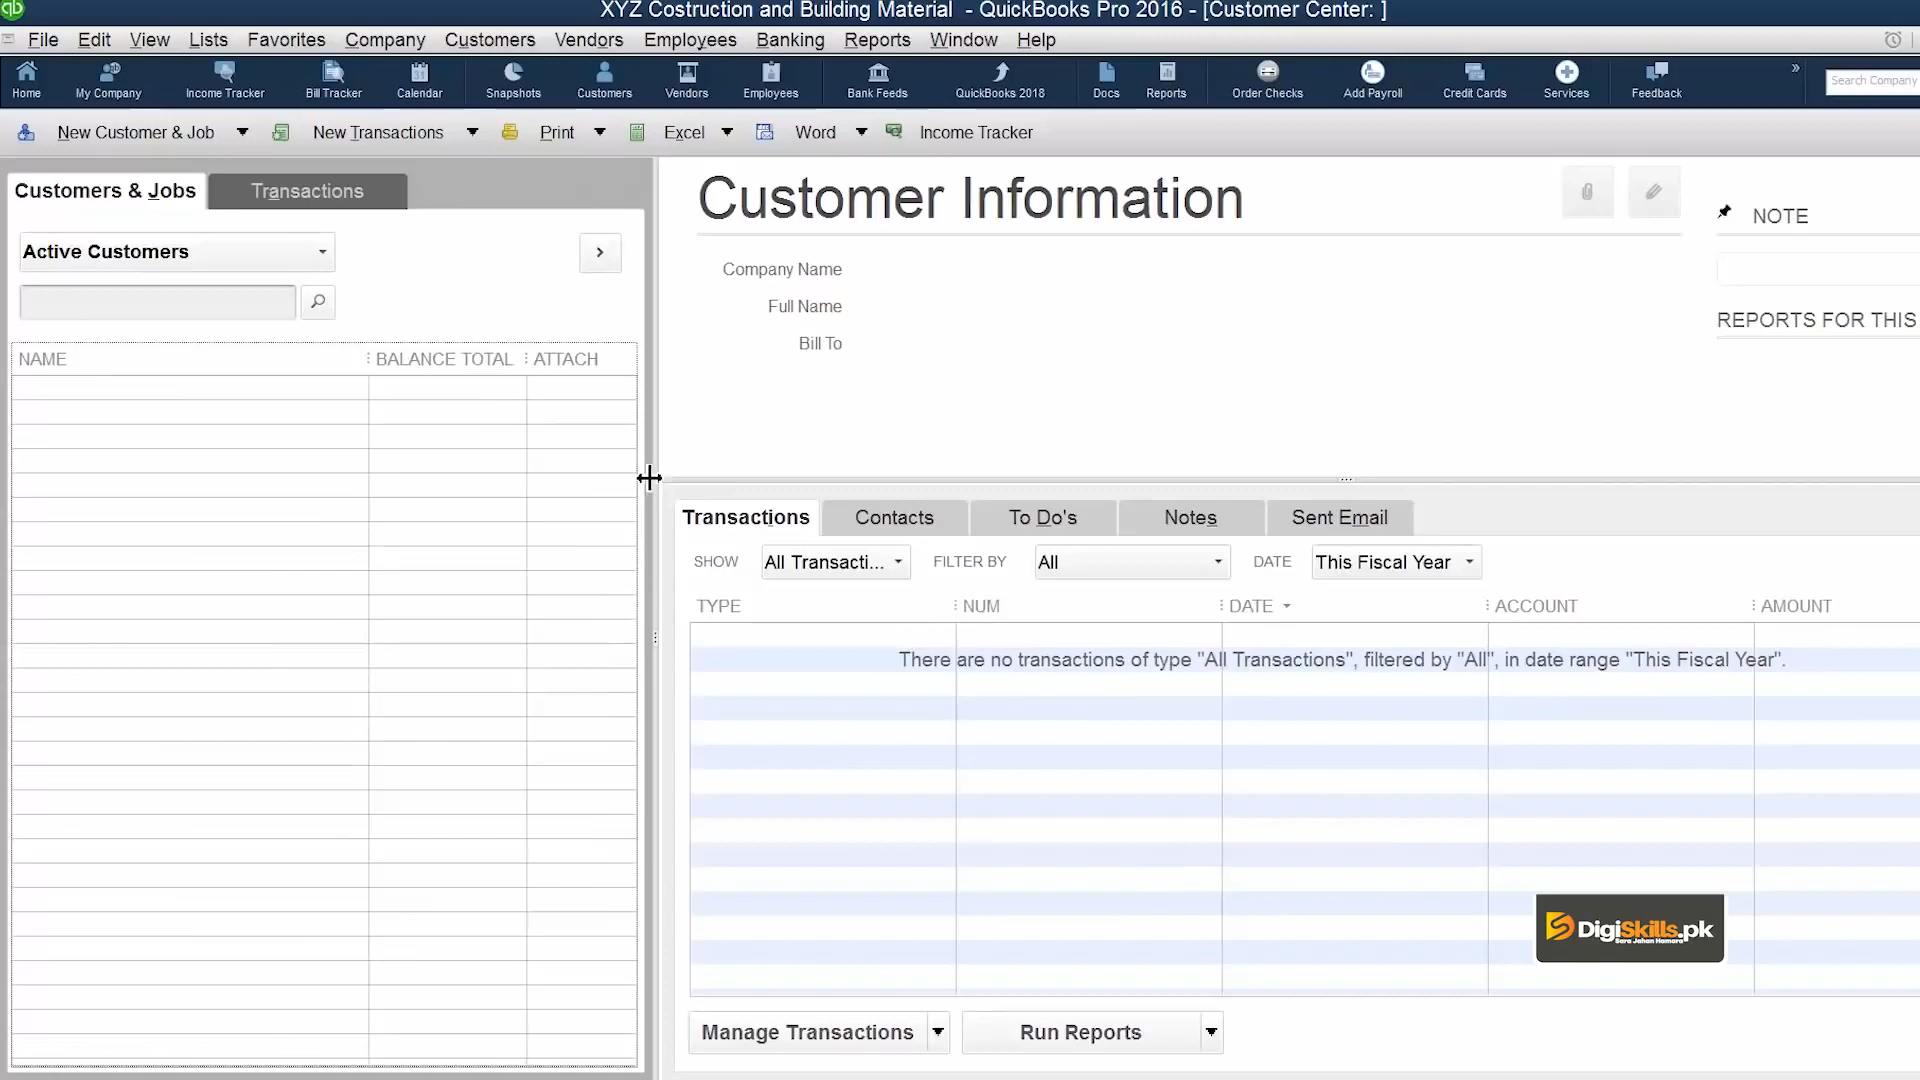 XYZ Costruction and Building Material - QuickBooks Pro 2016 - [Customer Center: ]
File Edit View Lists Favorites Company Customers Vendors Employees Banking Reports Window Help
Home My Company Income Tracker Bill Tracker Calendar Snapshots Customers Vendors Employees Bank Feeds QuickBooks 2018 Docs Reports Order Checks Add Payroll Credit Cards Services Feedback » Search Company
New Customer & Job New Transactions Print Excel Word Income Tracker
Customers & Jobs Transactions
Active Customers
NAME BALANCE TOTAL ATTACH
Customer Information
Company Name
Full Name
Bill To
NOTE
REPORTS FOR THIS
Transactions Contacts To Do's Notes Sent Email
SHOW All Transacti... FILTER BY All DATE This Fiscal Year
TYPE NUM DATE ACCOUNT AMOUNT
There are no transactions of type "All Transactions", filtered by "All", in date range "This Fiscal Year".
DigiSkills.pk
Sara Jahan Hamara
Manage Transactions Run Reports